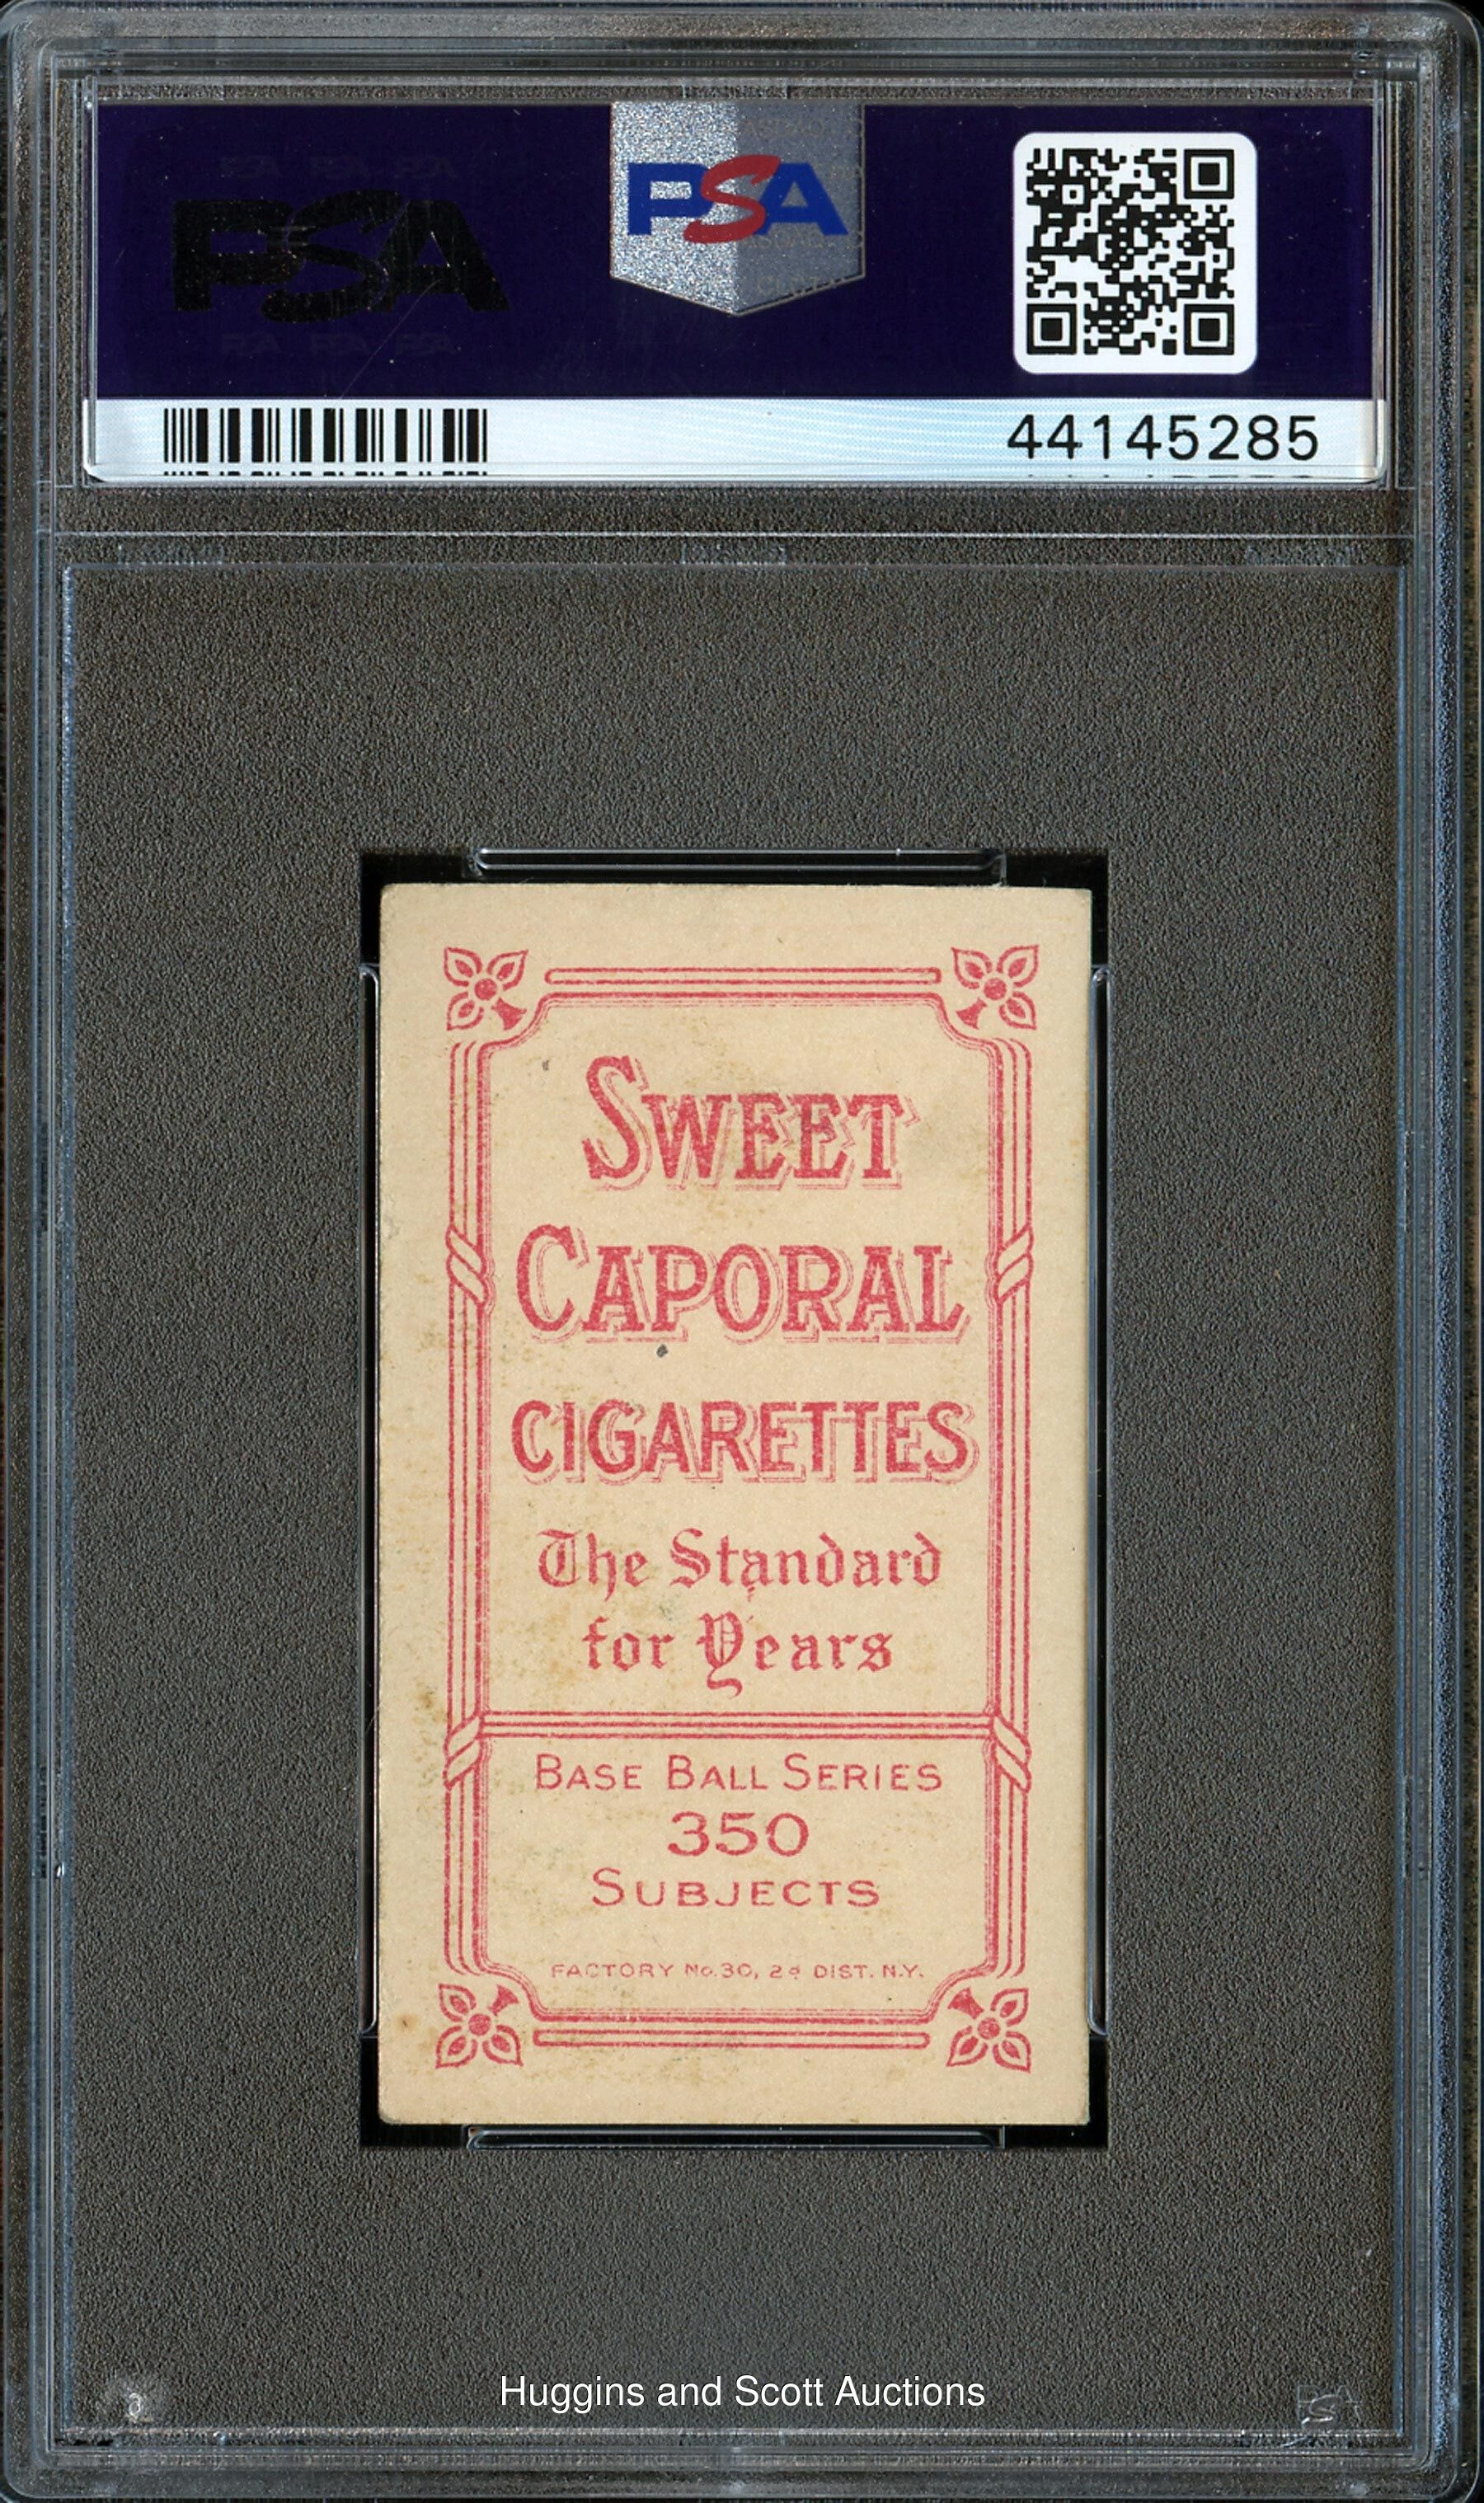 PSA
PSA
44145285
SWEET
CAPORAL
CIGARETTES
The Standard
for Years
BASE BALL SERIES
350
SUBJECTS
FACTORY No. 30, 2d DIST. N.Y.
Huggins and Scott Auctions
PSA